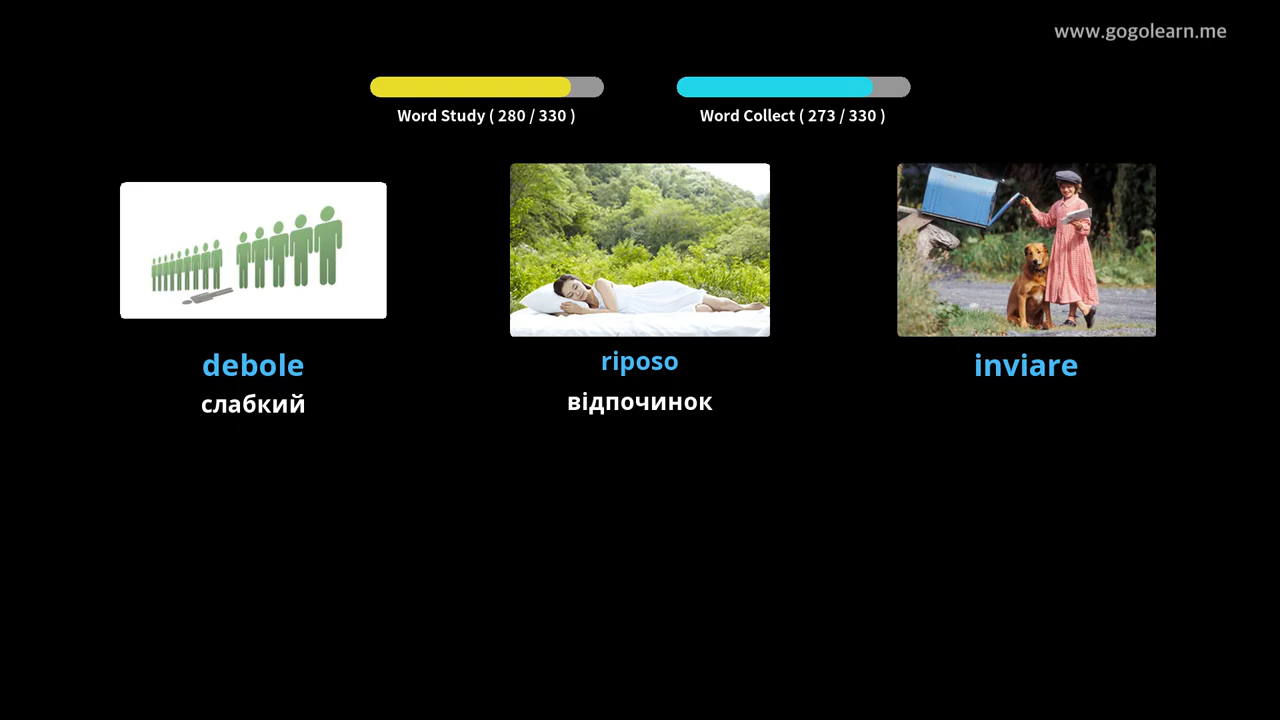 www.gogolearn.me
Word Study ( 280 / 330 )
Word Collect ( 273 / 330 )
debole
слабкий
riposo
відпочинок
inviare